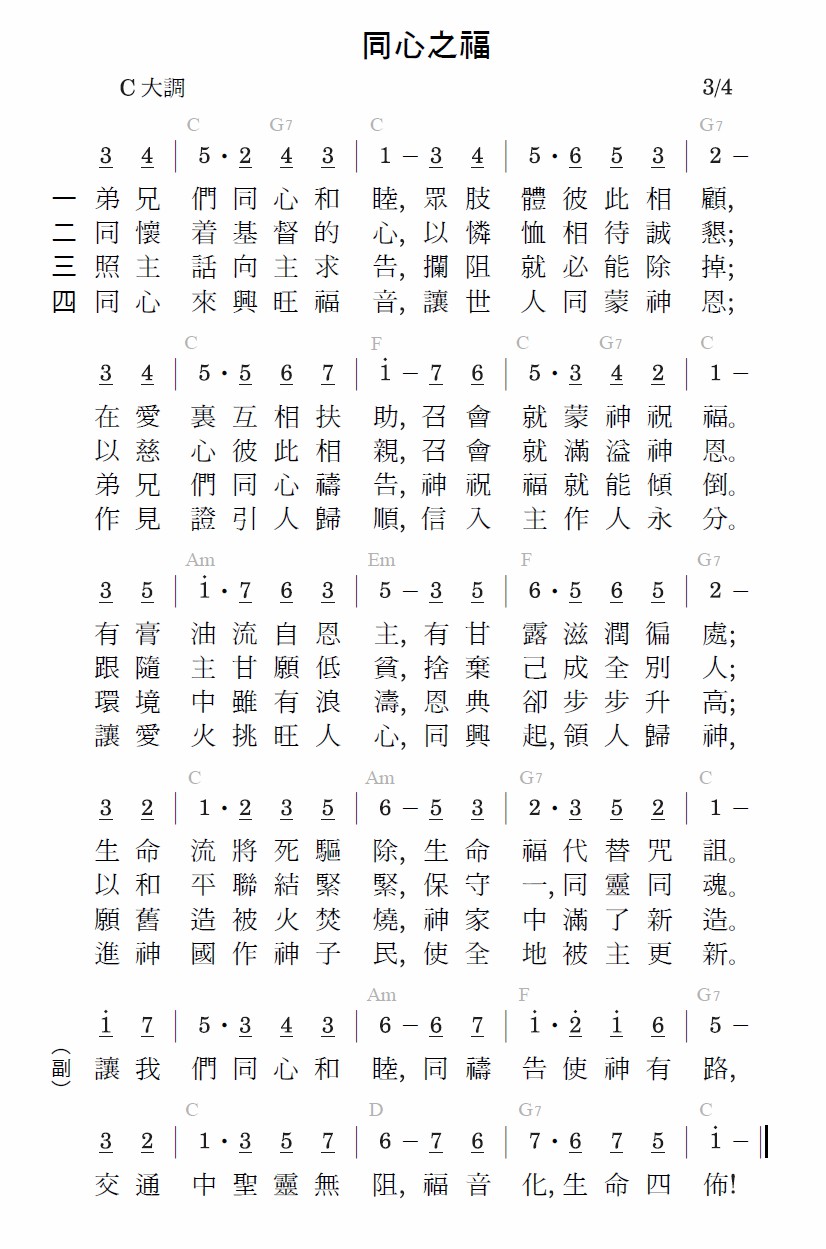 同心之福
C 大調 3/4
C G7 C G7
3 4 | 5 · 2 4 3 | 1 – 3 4 | 5 · 6 5 3 | 2 –
一 弟兄 們同心和 睦, 眾肢 體彼此相 顧,
二 同懷 着基督的 心, 以憐 恤相待誠 懇;
三 照主 話向主求 告, 攔阻 就必能除 掉;
四 同心 來興旺福 音, 讓世 人同蒙神 恩;
C F C G7 C
3 4 | 5 · 5 6 7 | 1̇ – 7 6 | 5 · 3 4 2 | 1 –
在愛 裏互相扶 助, 召會 就蒙神祝 福。
以慈 心彼此相 親, 召會 就滿溢神 恩。
弟兄 們同心禱 告, 神祝 福就能傾 倒。
作見 證引人歸 順, 信入 主作人永 分。
Am Em F G7
3 5 | 1̇ · 7 6 3 | 5 – 3 5 | 6 · 5 6 5 | 2 –
有膏 油流自恩 主, 有甘 露滋潤徧 處;
跟隨 主甘願低 貧, 捨棄 己成全別 人;
環境 中雖有浪 濤, 恩典 卻步步升 高;
讓愛 火挑旺人 心, 同興 起, 領人歸 神,
C Am G7 C
3 2 | 1 · 2 3 5 | 6 – 5 3 | 2 · 3 5 2 | 1 –
生命 流將死驅 除, 生命 福代替咒 詛。
以和 平聯結緊 緊, 保守 一, 同靈同 魂。
願舊 造被火焚 燒, 神家 中滿了新 造。
進神 國作神子 民, 使全 地被主更 新。
Am F G7
1̇ 7 | 5 · 3 4 3 | 6 – 6 7 | 1̇ · 2̇ 1̇ 6 | 5 –
(副) 讓我 們同心和 睦, 同禱 告使神有 路,
C D G7 C
3 2 | 1 · 3 5 7 | 6 – 7 6 | 7 · 6 7 5 | 1̇ – ‖
交通 中聖靈無 阻, 福音 化, 生命四 佈!